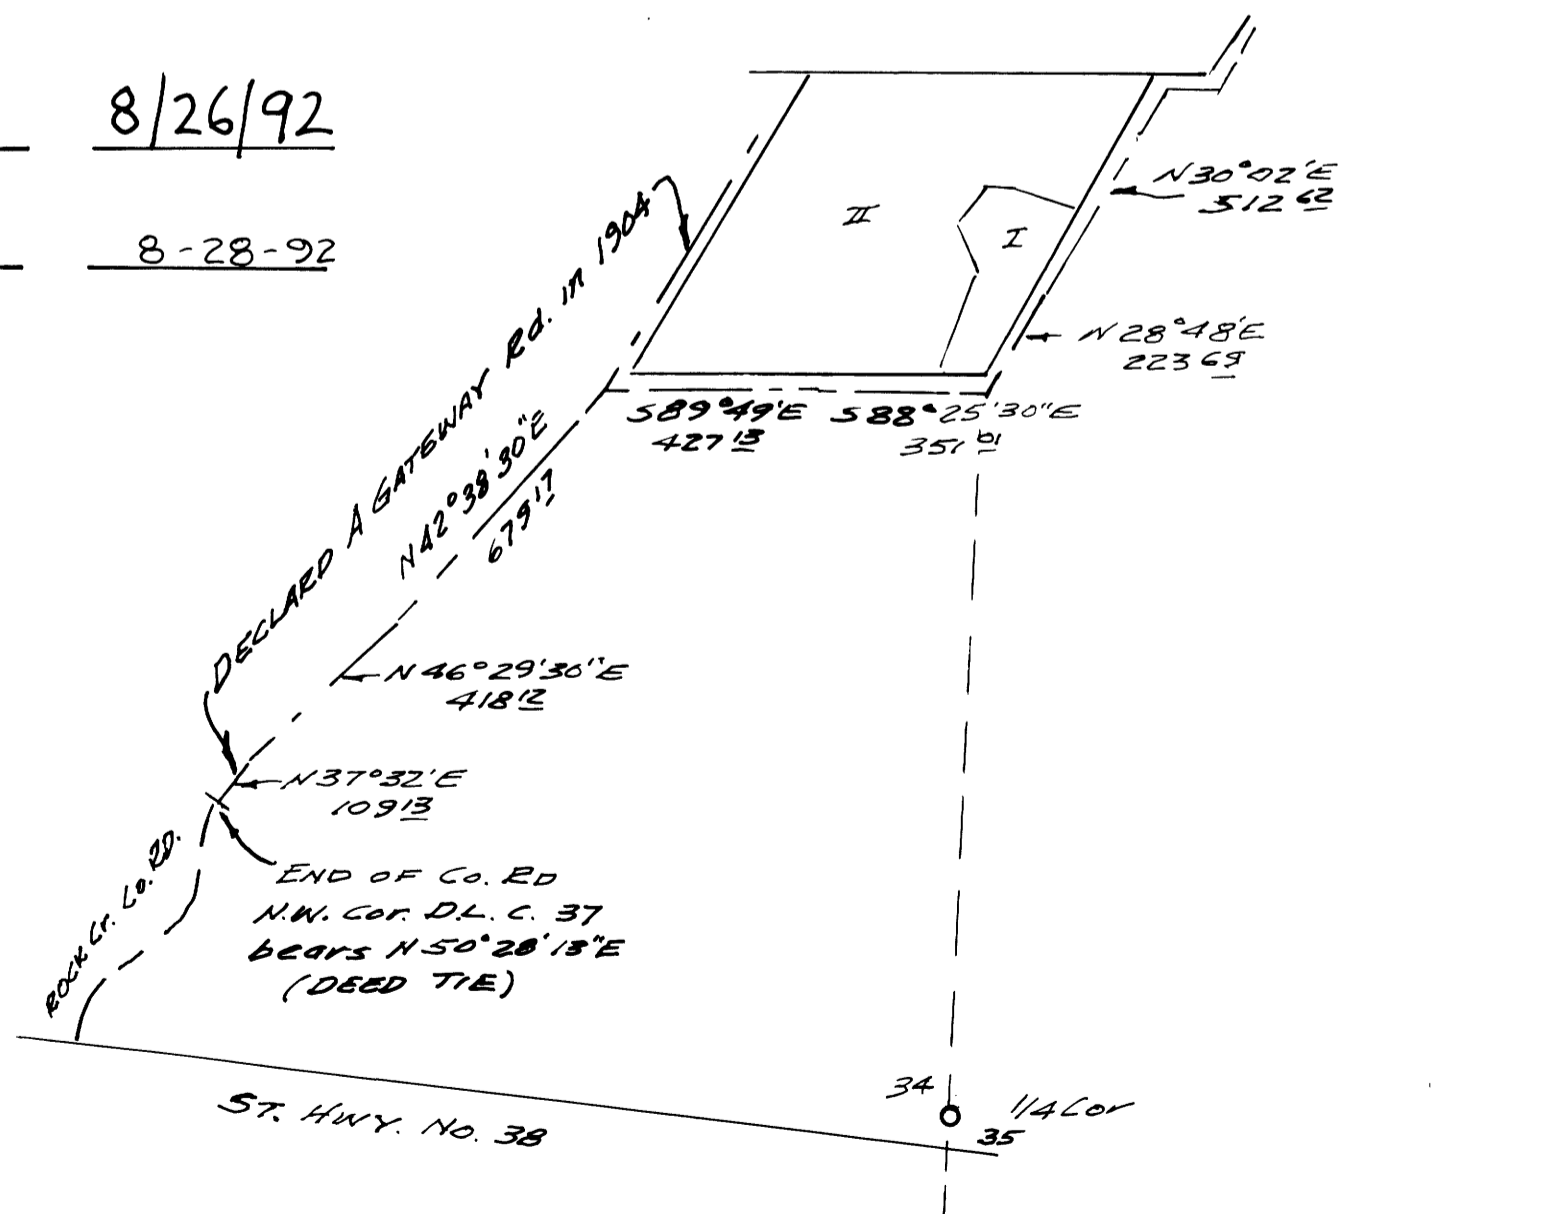 8/26/92
8-28-92
N30°02'E
512 62
II
I
N28°48'E
223 69
S89°49'E S88°25'30"E
427 13
351 01
DECLARD A GATEWAY Rd. in 1904
N42°38'30"E
679 17
N46°29'30"E
418 12
N37°32'E
109 13
ROCK Cr. Co. RD.
END OF Co. RD
N.W. Cor. D.L.C. 37
bears N50°28'13"E
(DEED TIE)
34
1/4 Cor
35
ST. HWY. No. 38